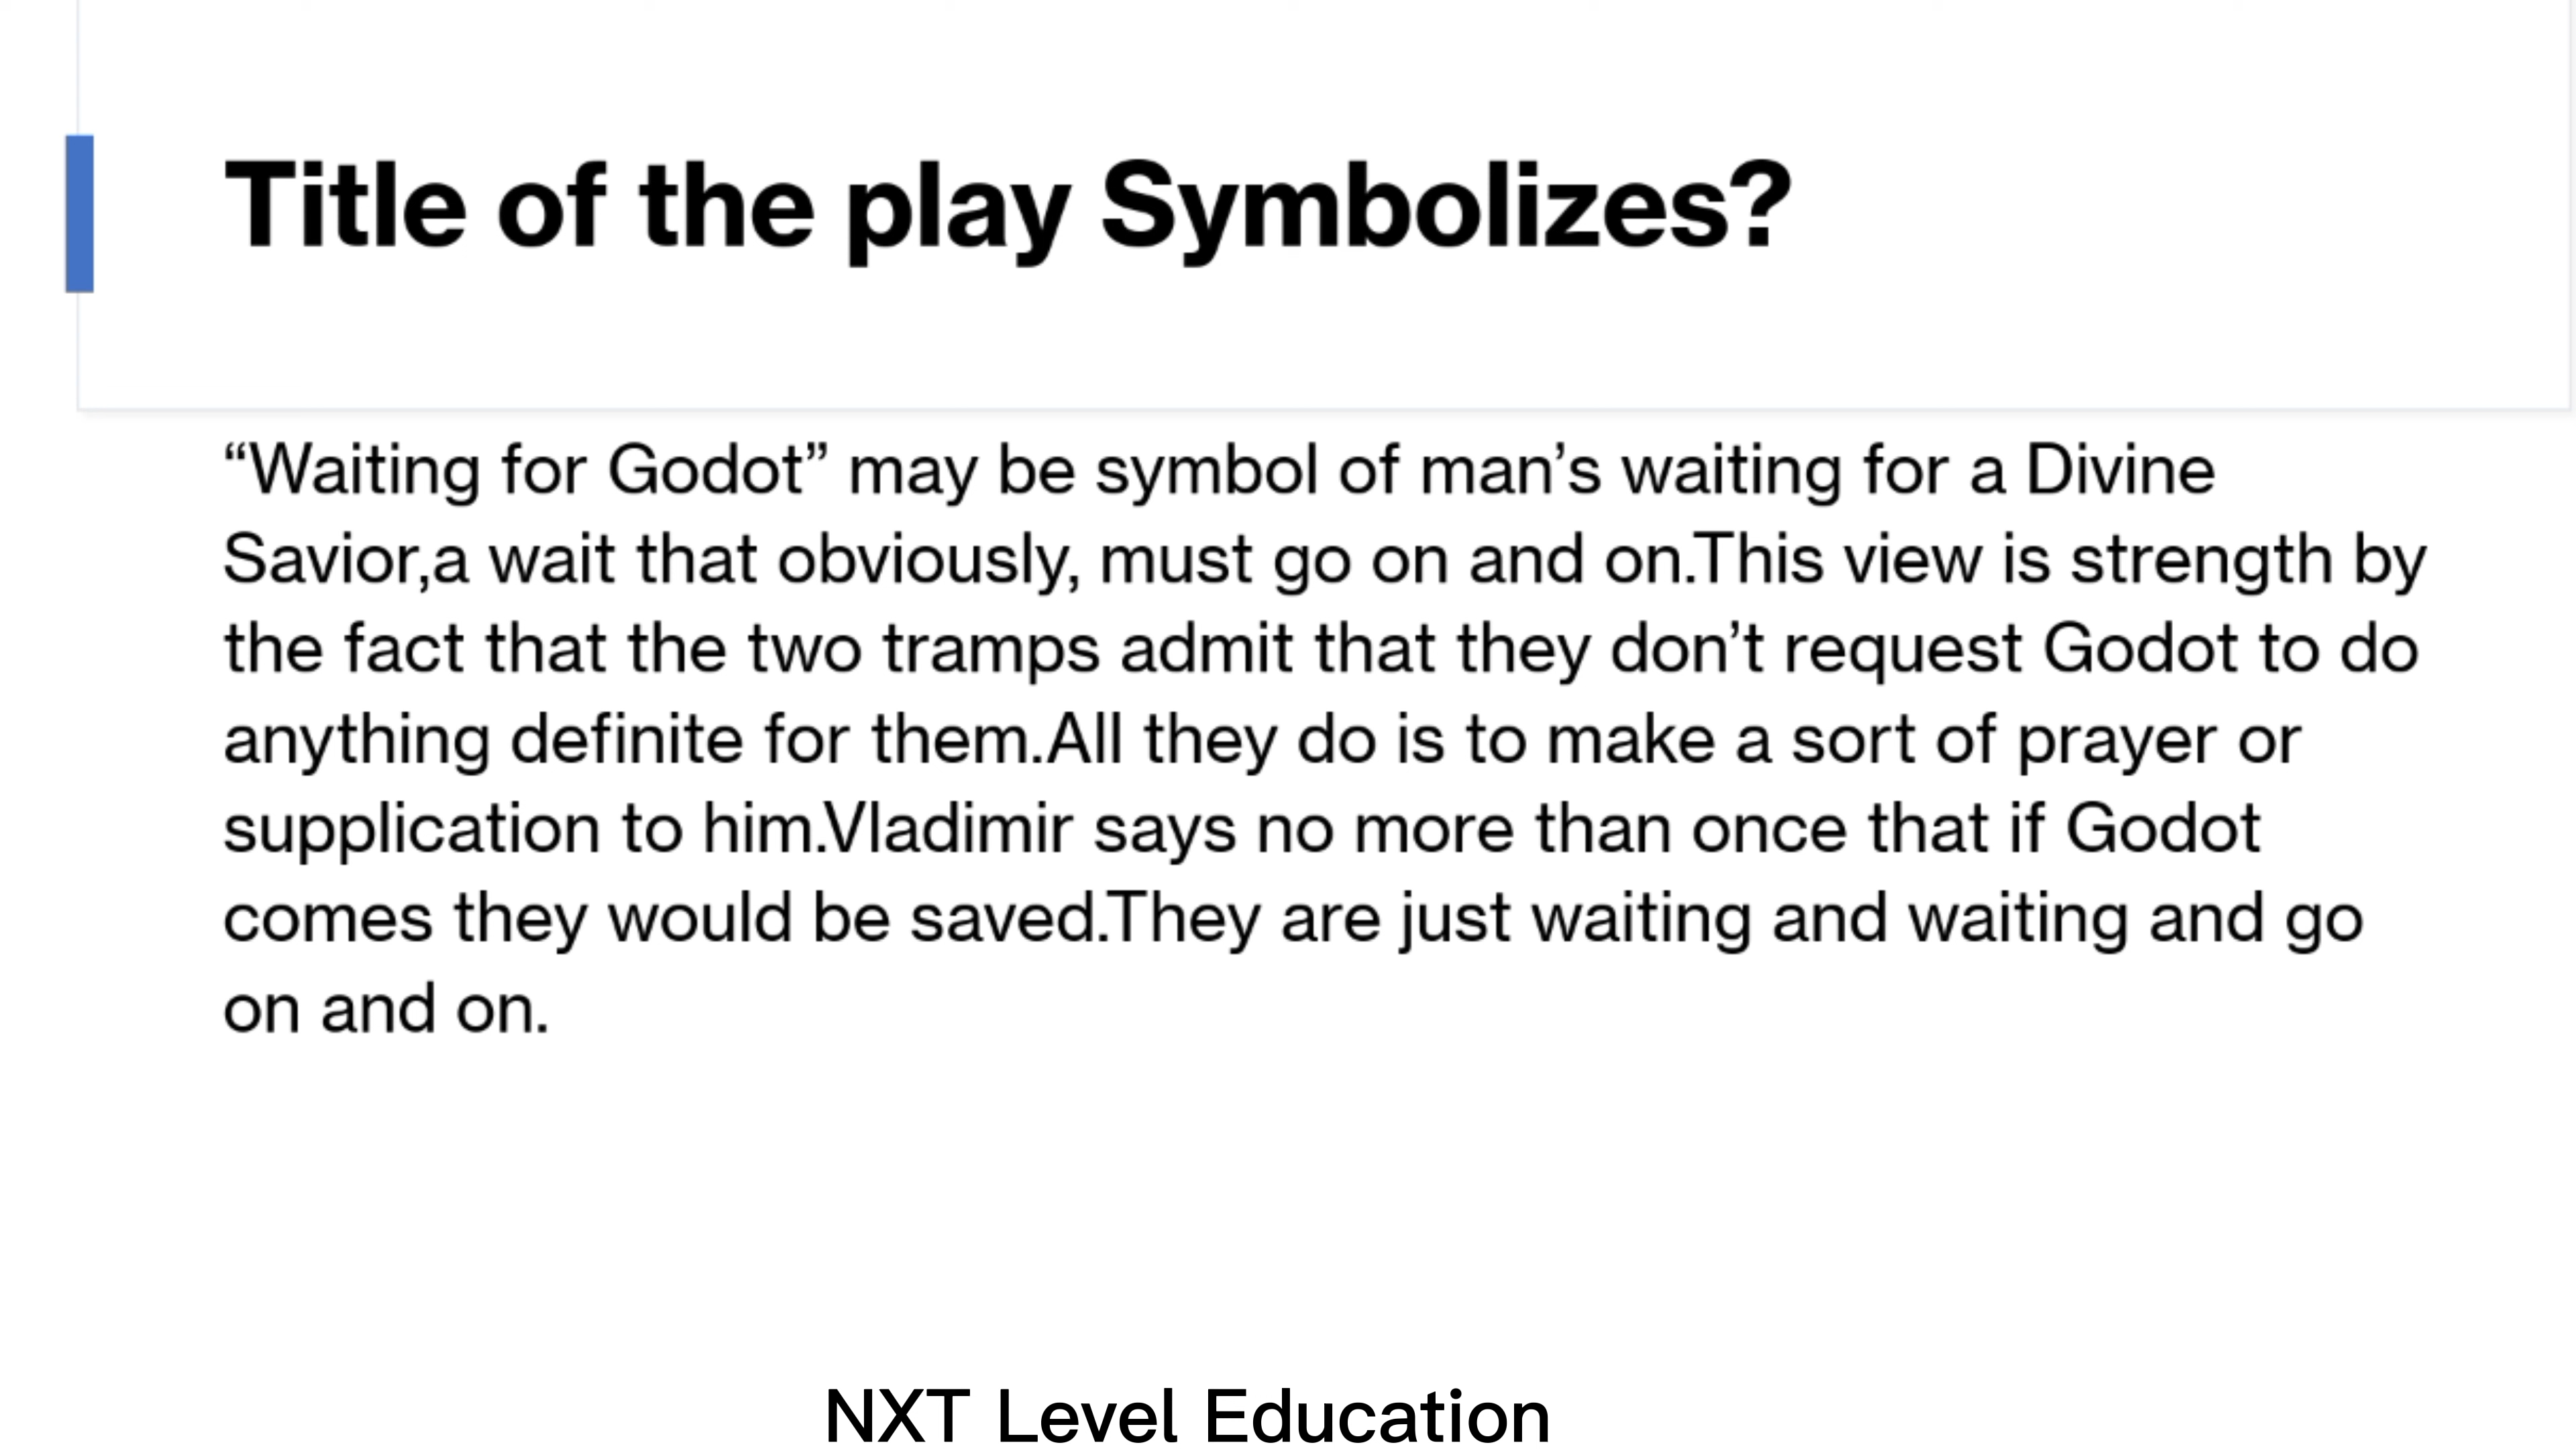 Title of the play Symbolizes?
“Waiting for Godot” may be symbol of man’s waiting for a Divine
Savior,a wait that obviously, must go on and on.This view is strength by
the fact that the two tramps admit that they don’t request Godot to do
anything definite for them.All they do is to make a sort of prayer or
supplication to him.Vladimir says no more than once that if Godot
comes they would be saved.They are just waiting and waiting and go
on and on.
NXT Level Education